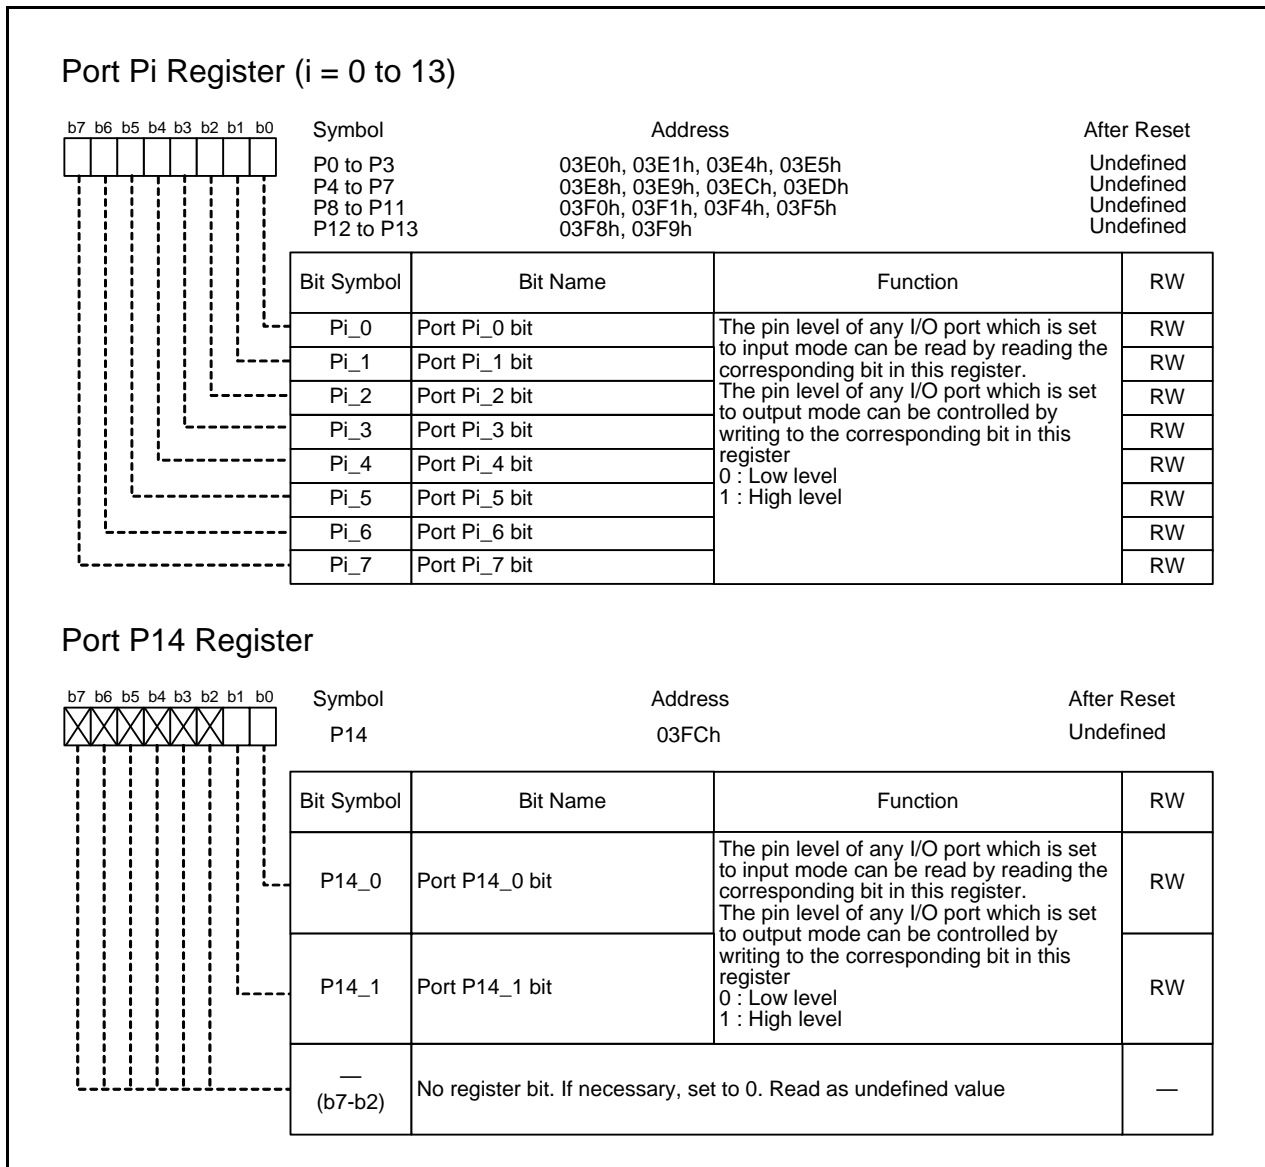 Port Pi Register (i = 0 to 13)
b7 b6 b5 b4 b3 b2 b1 b0
Symbol Address After Reset
P0 to P3 03E0h, 03E1h, 03E4h, 03E5h Undefined
P4 to P7 03E8h, 03E9h, 03ECh, 03EDh Undefined
P8 to P11 03F0h, 03F1h, 03F4h, 03F5h Undefined
P12 to P13 03F8h, 03F9h Undefined
Bit Symbol Bit Name Function RW
Pi_0 Port Pi_0 bit RW
Pi_1 Port Pi_1 bit RW
Pi_2 Port Pi_2 bit RW
Pi_3 Port Pi_3 bit RW
Pi_4 Port Pi_4 bit RW
Pi_5 Port Pi_5 bit RW
Pi_6 Port Pi_6 bit RW
Pi_7 Port Pi_7 bit RW
The pin level of any I/O port which is set
to input mode can be read by reading the
corresponding bit in this register.
The pin level of any I/O port which is set
to output mode can be controlled by
writing to the corresponding bit in this
register
0 : Low level
1 : High level
Port P14 Register
b7 b6 b5 b4 b3 b2 b1 b0
Symbol Address After Reset
P14 03FCh Undefined
Bit Symbol Bit Name Function RW
P14_0 Port P14_0 bit RW
P14_1 Port P14_1 bit RW
The pin level of any I/O port which is set
to input mode can be read by reading the
corresponding bit in this register.
The pin level of any I/O port which is set
to output mode can be controlled by
writing to the corresponding bit in this
register
0 : Low level
1 : High level
—
(b7-b2) No register bit. If necessary, set to 0. Read as undefined value —